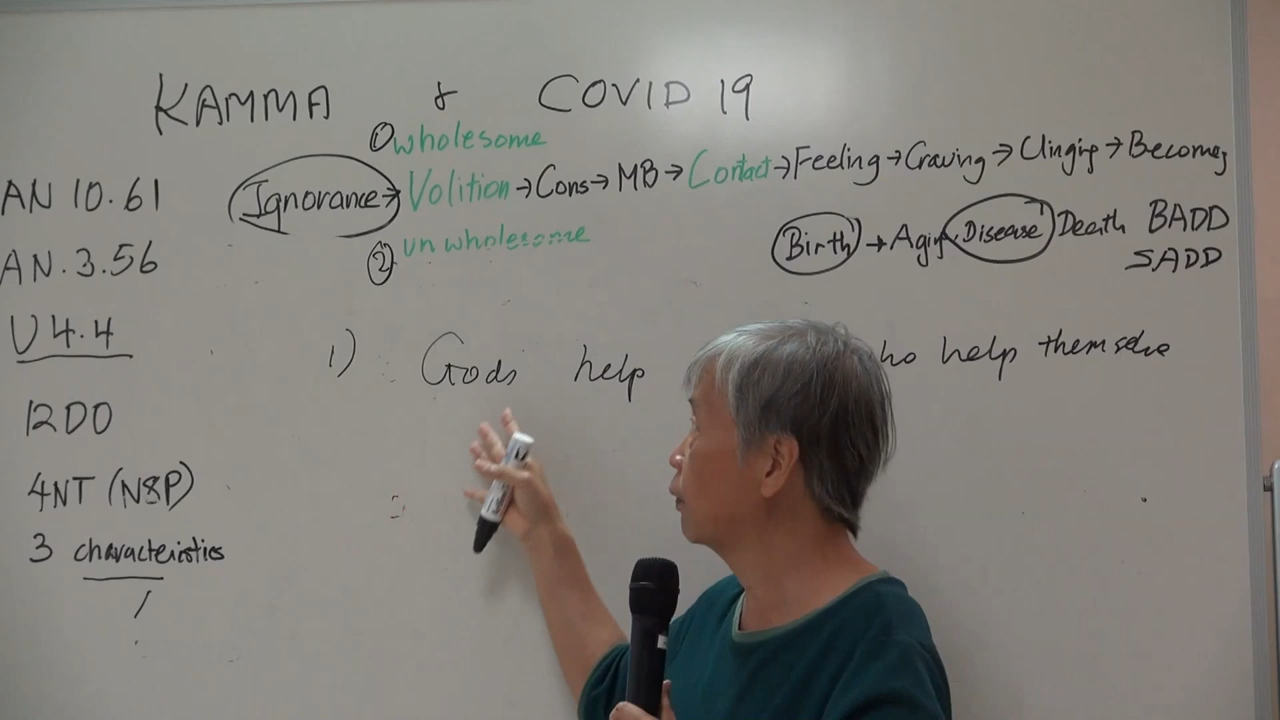 KAMMA & COVID 19
① wholesome
AN 10.61
Ignorance → Volition → Cons → MB → Contact → Feeling → Craving → Clinging → Becoming
② unwholesome
Birth → Aging, Disease, Death BADD
AN.3.56
SADD
V4.4
1) Gods help ho help themselve
12DO
4NT (N8P)
3 characteristics